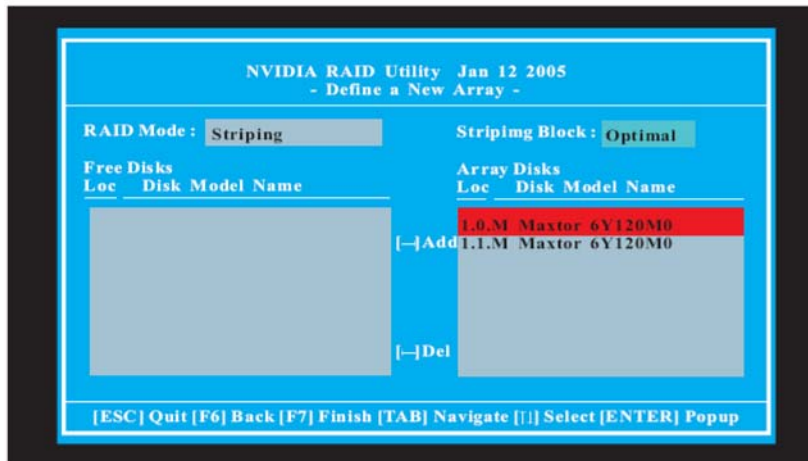 NVIDIA RAID Utility Jan 12 2005
- Define a New Array -
RAID Mode : Striping
Stripimg Block : Optimal
Free Disks
Loc Disk Model Name
Array Disks
Loc Disk Model Name
[—]Add
1.0.M Maxtor 6Y120M0
1.1.M Maxtor 6Y120M0
[—]Del
[ESC] Quit [F6] Back [F7] Finish [TAB] Navigate [↑↓] Select [ENTER] Popup